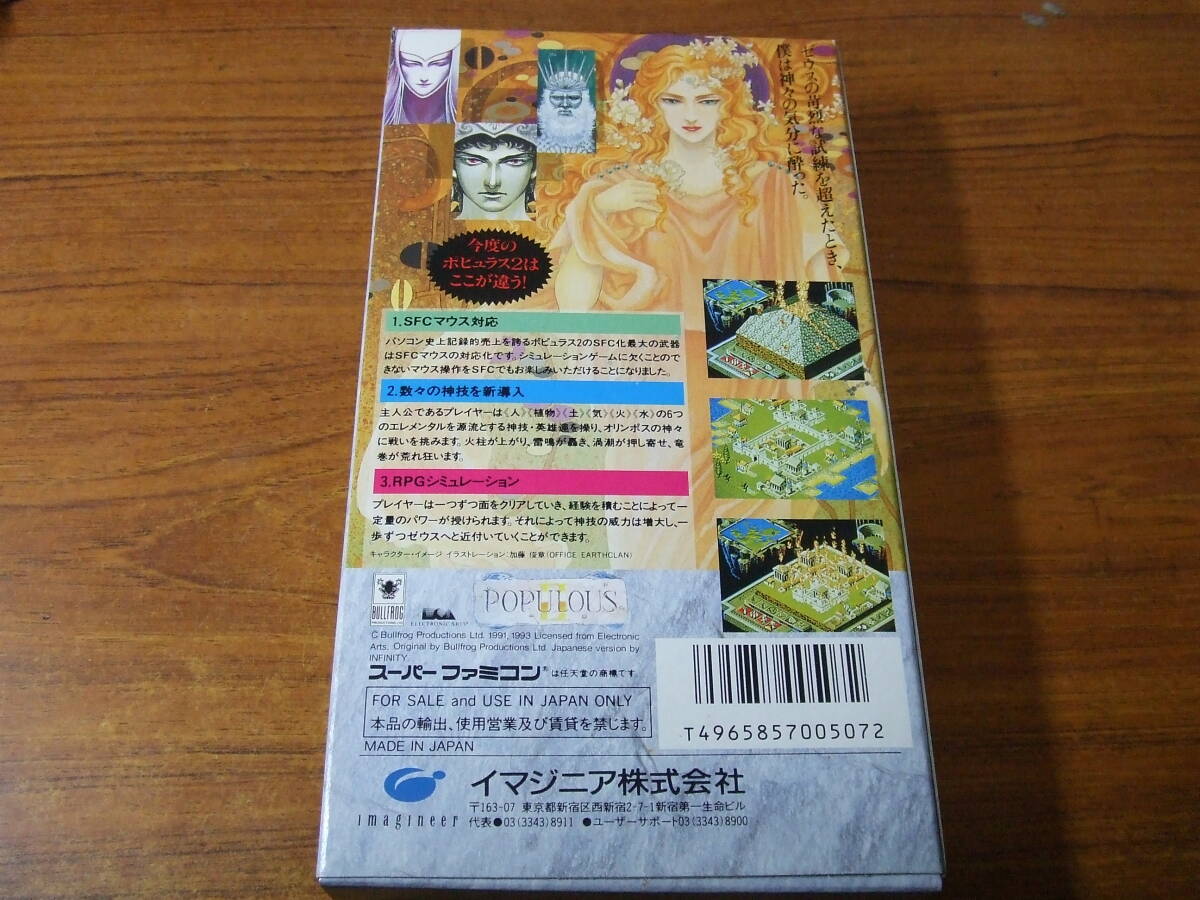 ゼウスの苛烈な試練を超えたとき、
僕は神々の気分に酔った。
今度の
ポピュラス2は
ここが違う!
1.SFCマウス対応
パソコン史上記録的売上を誇るポピュラス2のSFC化最大の武器
はSFCマウスの対応化です。シミュレーションゲームに欠くことので
きないマウス操作をSFCでもお楽しみいただけることになりました。
2.数々の神技を新導入
主人公であるプレイヤーは〈人〉〈植物〉〈土〉〈気〉〈火〉〈水〉の6つ
のエレメンタルを源流とする神技・英雄達を操り、オリンポスの神々
に戦いを挑みます。火柱が上がり、雷鳴が轟き、渦潮が押し寄せ、竜
巻が荒れ狂います。
3.RPGシミュレーション
プレイヤーは一つずつ面をクリアしていき、経験を積むことによって一
定量のパワーが授けられます。それによって神技の威力は増大し、一
歩ずつゼウスへと近付いていくことができます。
キャラクター・イメージ イラストレーション:加藤 俊章(OFFICE EARTHCLAN)
BULLFROG
PRODUCTIONS LTD
ELECTRONIC ARTS
POPULOUS II
© Bullfrog Productions Ltd. 1991, 1993 Licensed from Electronic
Arts. Original by Bullfrog Productions Ltd. Japanese version by
INFINITY.
スーパーファミコン®は任天堂の商標です
FOR SALE and USE IN JAPAN ONLY
本品の輸出、使用営業及び賃貸を禁じます。
MADE IN JAPAN
T4965857005072
imagineer
イマジニア株式会社
〒163-07 東京都新宿区西新宿2-7-1新宿第一生命ビル
代表●03(3343)8911 ●ユーザーサポート03(3343)8900